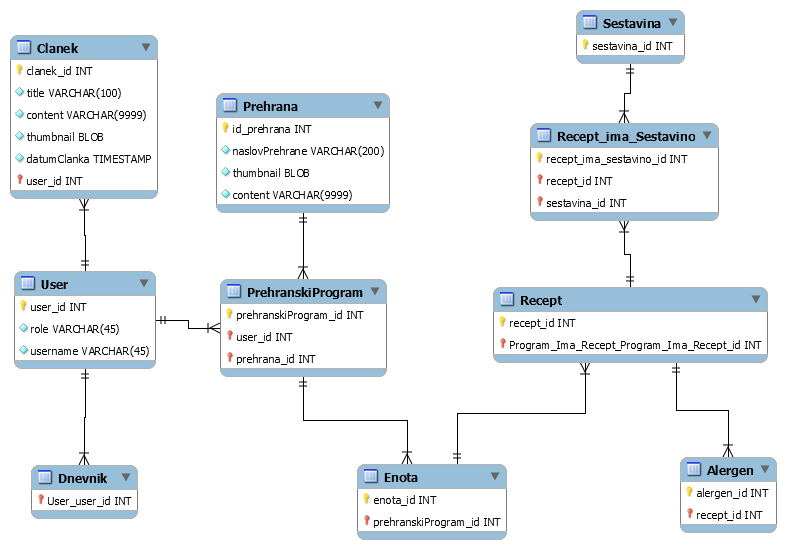 Clanek
clanek_id INT
title VARCHAR(100)
content VARCHAR(9999)
thumbnail BLOB
datumClanka TIMESTAMP
user_id INT
Prehrana
id_prehrana INT
naslovPrehrane VARCHAR(200)
thumbnail BLOB
content VARCHAR(9999)
Sestavina
sestavina_id INT
Recept_ima_Sestavino
recept_ima_sestavino_id INT
recept_id INT
sestavina_id INT
User
user_id INT
role VARCHAR(45)
username VARCHAR(45)
PrehranskiProgram
prehranskiProgram_id INT
user_id INT
prehrana_id INT
Recept
recept_id INT
Program_Ima_Recept_Program_Ima_Recept_id INT
Dnevnik
User_user_id INT
Enota
enota_id INT
prehranskiProgram_id INT
Alergen
alergen_id INT
recept_id INT